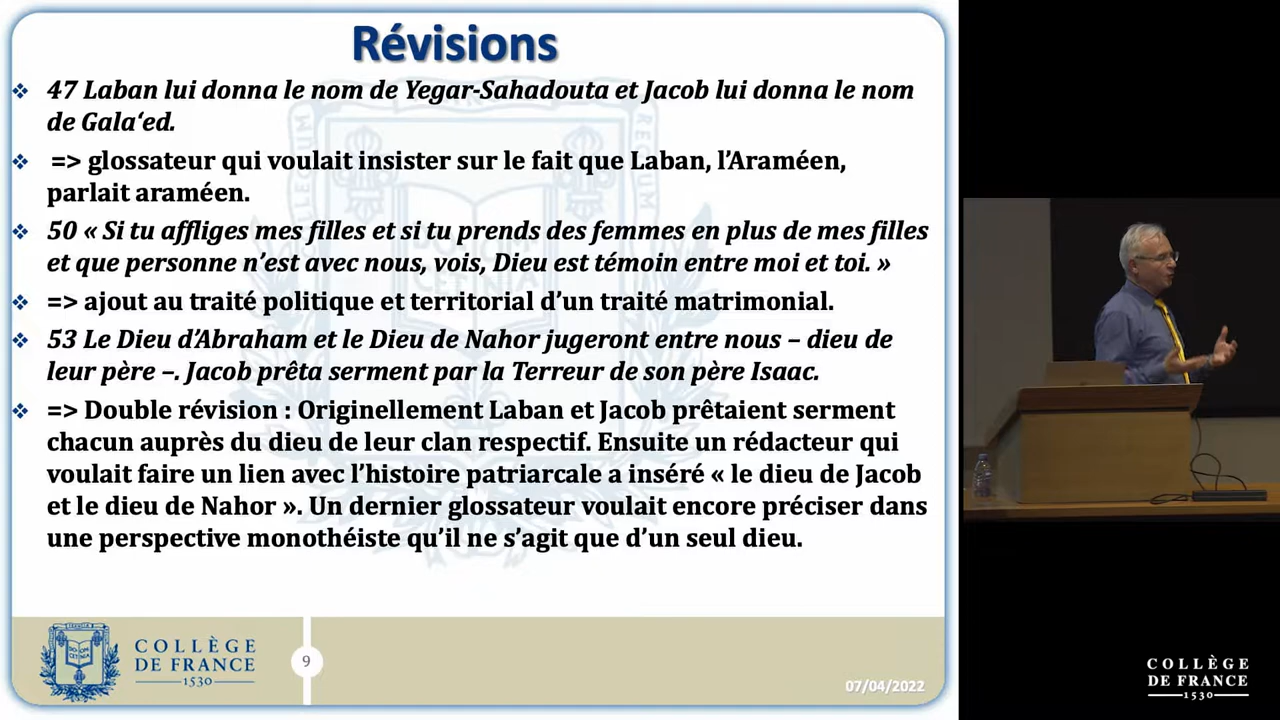 Révisions
47 Laban lui donna le nom de Yegar-Sahadouta et Jacob lui donna le nom
de Gala‘ed.
=> glossateur qui voulait insister sur le fait que Laban, l’Araméen,
parlait araméen.
50 « Si tu affliges mes filles et si tu prends des femmes en plus de mes filles
et que personne n’est avec nous, vois, Dieu est témoin entre moi et toi. »
=> ajout au traité politique et territorial d’un traité matrimonial.
53 Le Dieu d’Abraham et le Dieu de Nahor jugeront entre nous – dieu de
leur père –. Jacob prêta serment par la Terreur de son père Isaac.
=> Double révision : Originellement Laban et Jacob prêtaient serment
chacun auprès du dieu de leur clan respectif. Ensuite un rédacteur qui
voulait faire un lien avec l’histoire patriarcale a inséré « le dieu de Jacob
et le dieu de Nahor ». Un dernier glossateur voulait encore préciser dans
une perspective monothéiste qu’il ne s’agit que d’un seul dieu.
COLLÈGE
DE FRANCE
1530
9
07/04/2022
COLLÈGE
DE FRANCE
1530